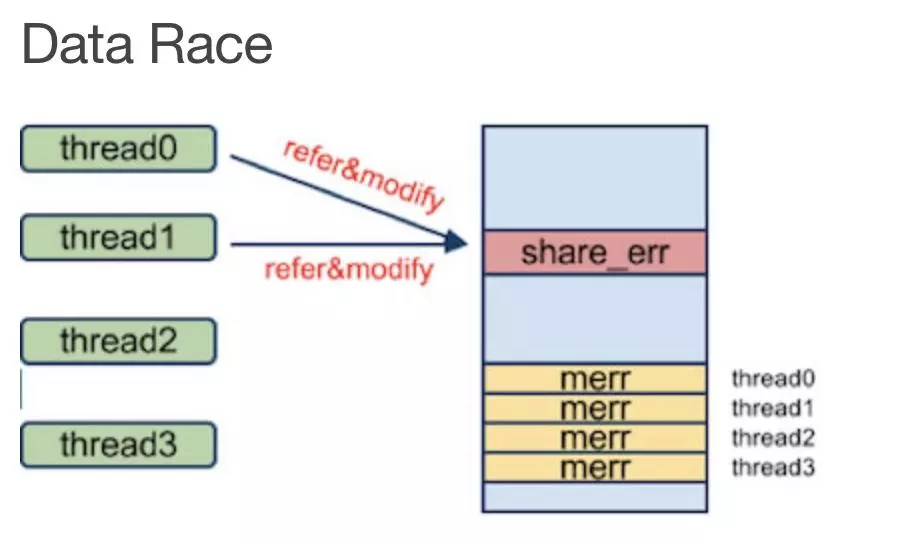 Data Race
thread0
refer&modify
thread1
refer&modify
share_err
thread2
thread3
merr thread0
merr thread1
merr thread2
merr thread3